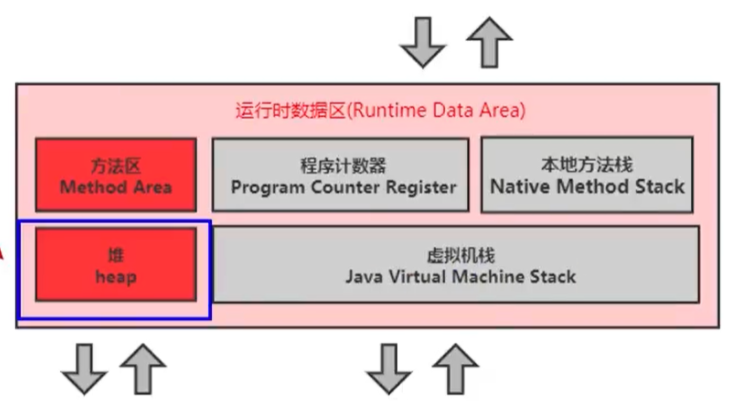 运行时数据区(Runtime Data Area)
方法区
Method Area
程序计数器
Program Counter Register
本地方法栈
Native Method Stack
堆
heap
虚拟机栈
Java Virtual Machine Stack